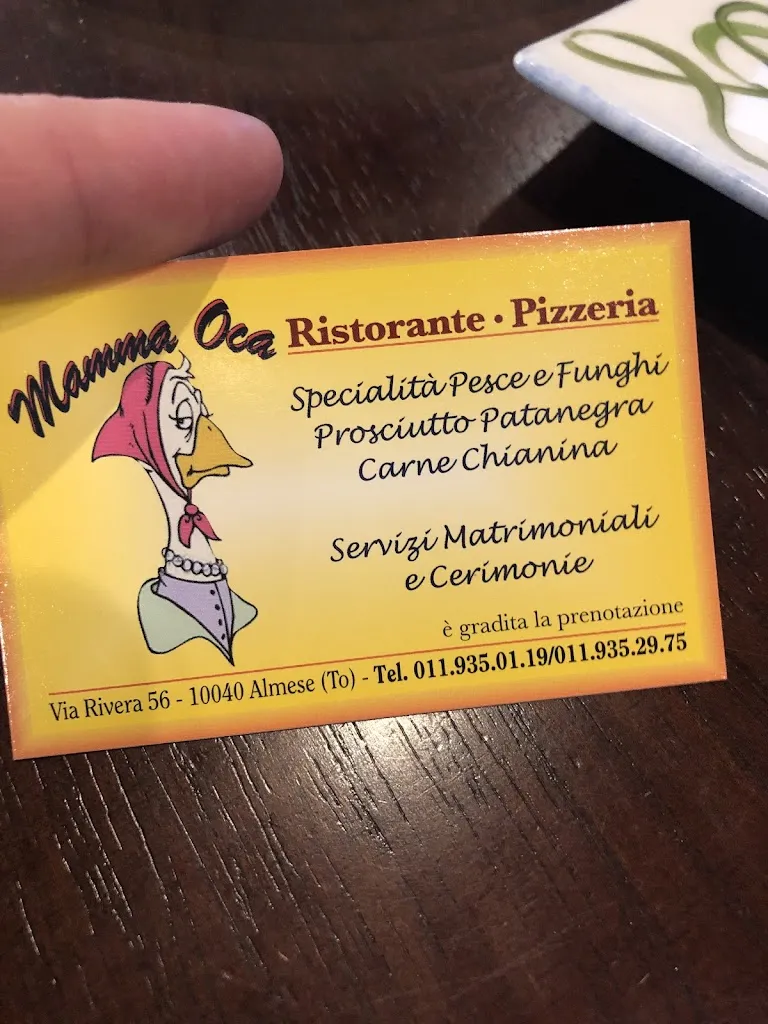 Mamma Oca
Ristorante • Pizzeria
Specialità Pesce e Funghi
Prosciutto Patanegra
Carne Chianina
Servizi Matrimoniali
e Cerimonie
è gradita la prenotazione
Via Rivera 56 - 10040 Almese (To) - Tel. 011.935.01.19/011.935.29.75